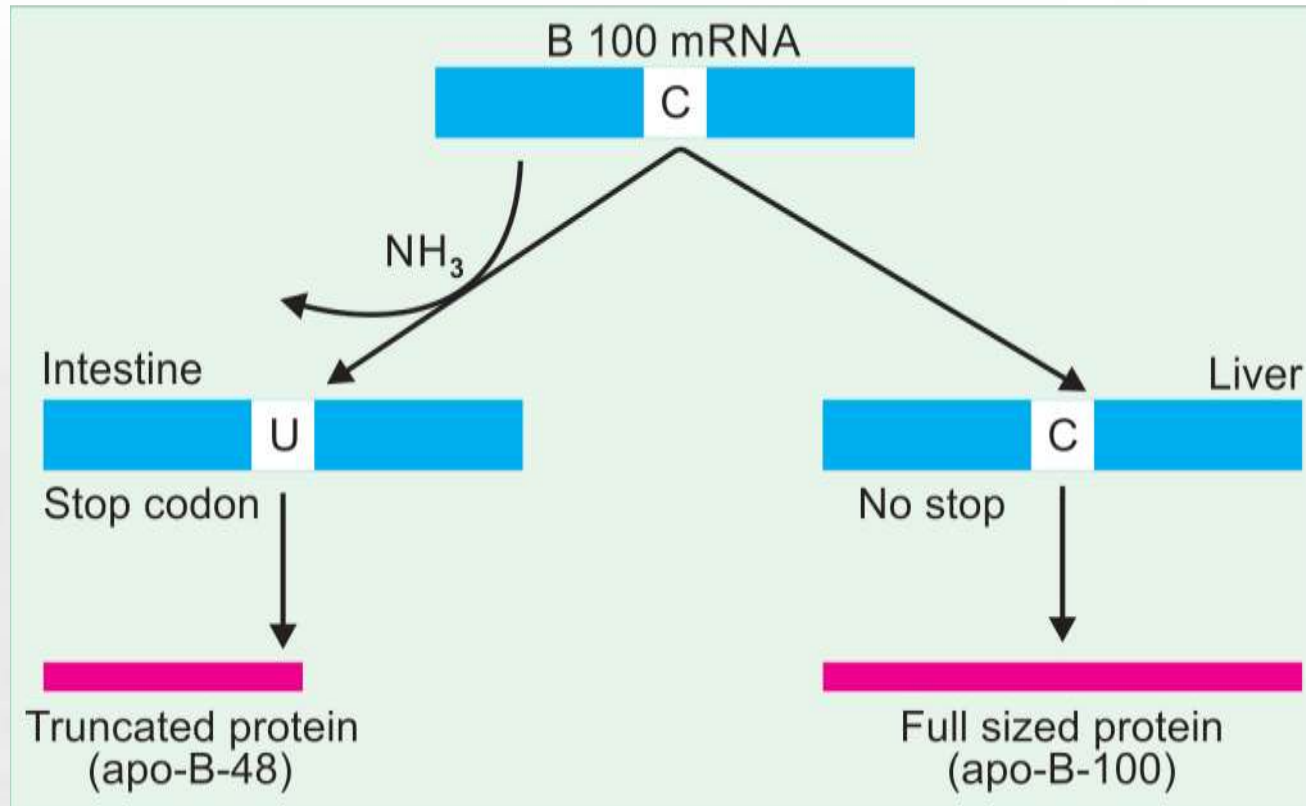 B 100 mRNA
C
NH₃
Intestine
Liver
U
C
Stop codon
No stop
Truncated protein
(apo-B-48)
Full sized protein
(apo-B-100)